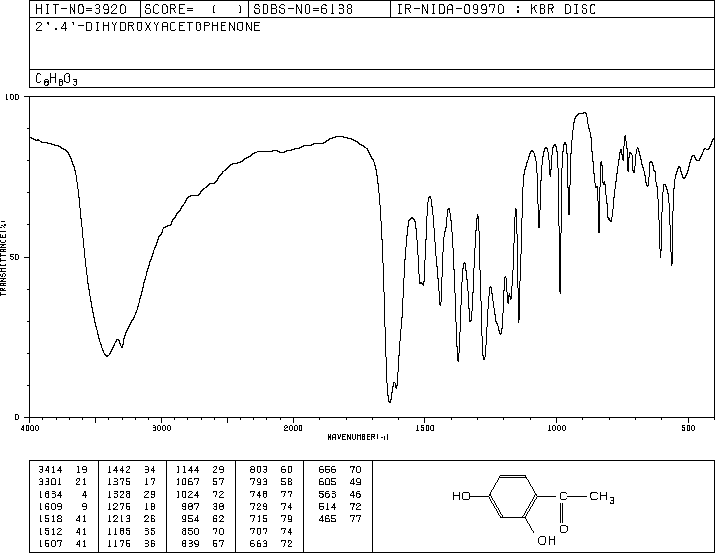 HIT-NO=3920 SCORE= ( ) SDBS-NO=6138 IR-NIDA-09970 : KBR DISC
2',4'-DIHYDROXYACETOPHENONE
C8H8O3
100
TRANSMITTANCE(%)
50
0
4000 3000 2000 1500 1000 500
WAVENUMBER(-1)
3414 19 1442 34 1144 29 803 60 656 70
3301 21 1375 17 1067 57 793 58 605 49
1634 4 1328 29 1024 72 748 77 563 46
1609 9 1276 18 987 38 729 74 514 72
1518 41 1213 26 954 62 715 79 465 77
1512 41 1185 35 850 70 707 74
1507 41 1176 36 839 57 663 72
HO C CH3
O
OH